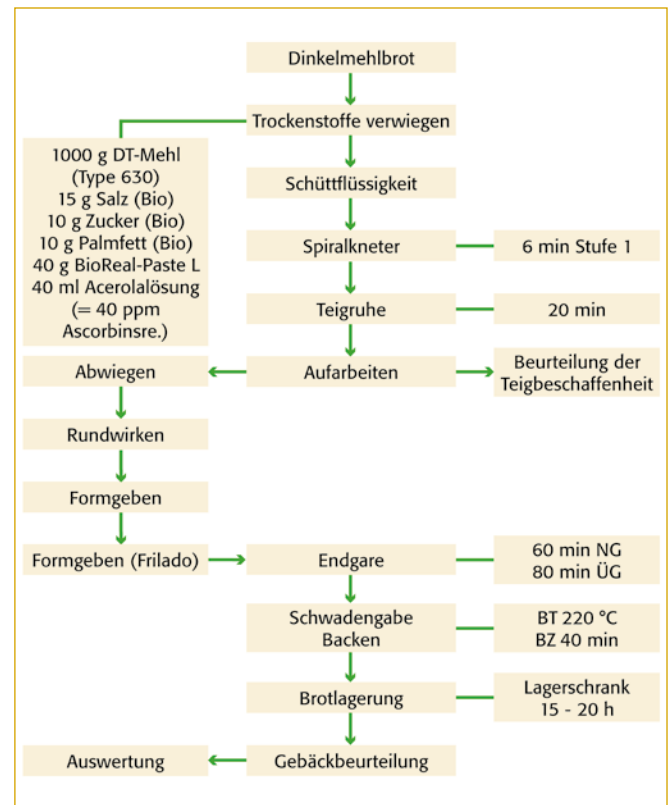 Dinkelmehlbrot
Trockenstoffe verwiegen
1000 g DT-Mehl
(Type 630)
15 g Salz (Bio)
10 g Zucker (Bio)
10 g Palmfett (Bio)
40 g BioReal-Paste L
40 ml Acerolalösung
(= 40 ppm
Ascorbinsre.)
Schüttflüssigkeit
Spiralkneter
6 min Stufe 1
Teigruhe
20 min
Abwiegen
Aufarbeiten
Beurteilung der
Teigbeschaffenheit
Rundwirken
Formgeben
Formgeben (Frilado)
Endgare
60 min NG
80 min ÜG
Schwadengabe
Backen
BT 220 °C
BZ 40 min
Brotlagerung
Lagerschrank
15 - 20 h
Auswertung
Gebäckbeurteilung